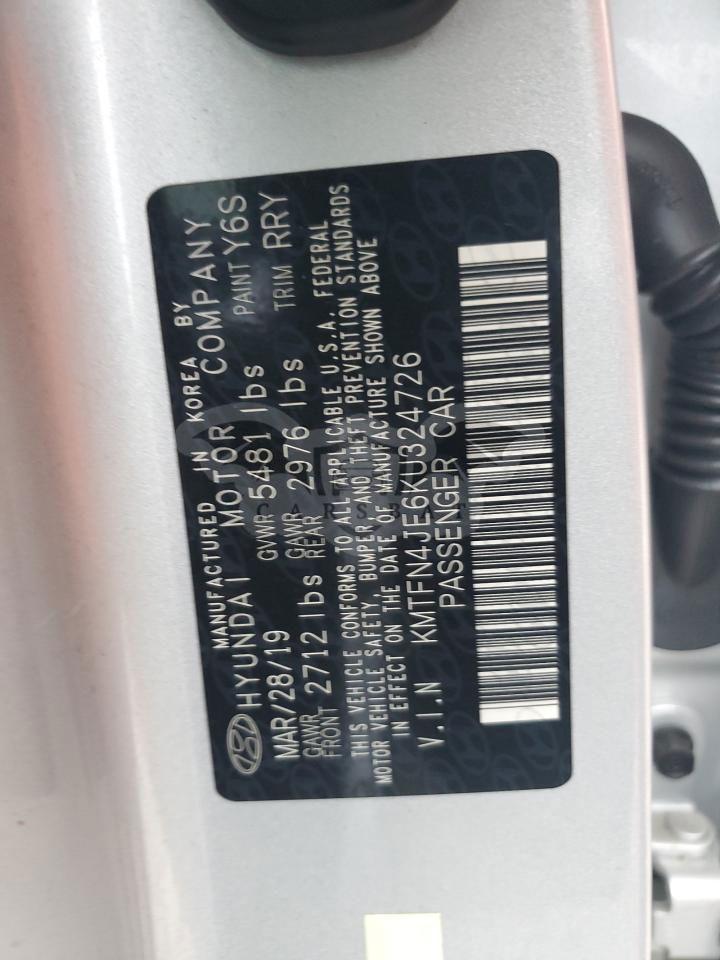 MANUFACTURED IN KOREA BY
HYUNDAI MOTOR COMPANY
MAR/28/19 GVWR 5481 lbs PAINT Y6S
GAWR FRONT 2712 lbs GAWR REAR 2976 lbs TRIM RRY
THIS VEHICLE CONFORMS TO ALL APPLICABLE U.S.A. FEDERAL
MOTOR VEHICLE SAFETY, BUMPER AND THEFT PREVENTION STANDARDS
IN EFFECT ON THE DATE OF MANUFACTURE SHOWN ABOVE
V.I.N KMTFN4JE6KU324726
PASSENGER CAR